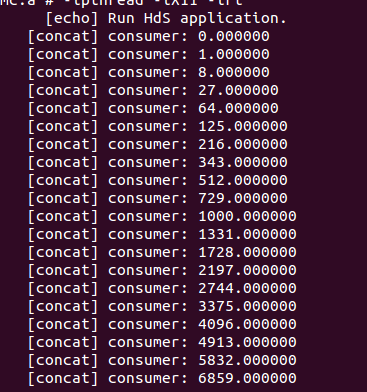 MC.a # -lpthread -lX11 -lrt
[echo] Run HdS application.
[concat] consumer: 0.000000
[concat] consumer: 1.000000
[concat] consumer: 8.000000
[concat] consumer: 27.000000
[concat] consumer: 64.000000
[concat] consumer: 125.000000
[concat] consumer: 216.000000
[concat] consumer: 343.000000
[concat] consumer: 512.000000
[concat] consumer: 729.000000
[concat] consumer: 1000.000000
[concat] consumer: 1331.000000
[concat] consumer: 1728.000000
[concat] consumer: 2197.000000
[concat] consumer: 2744.000000
[concat] consumer: 3375.000000
[concat] consumer: 4096.000000
[concat] consumer: 4913.000000
[concat] consumer: 5832.000000
[concat] consumer: 6859.000000